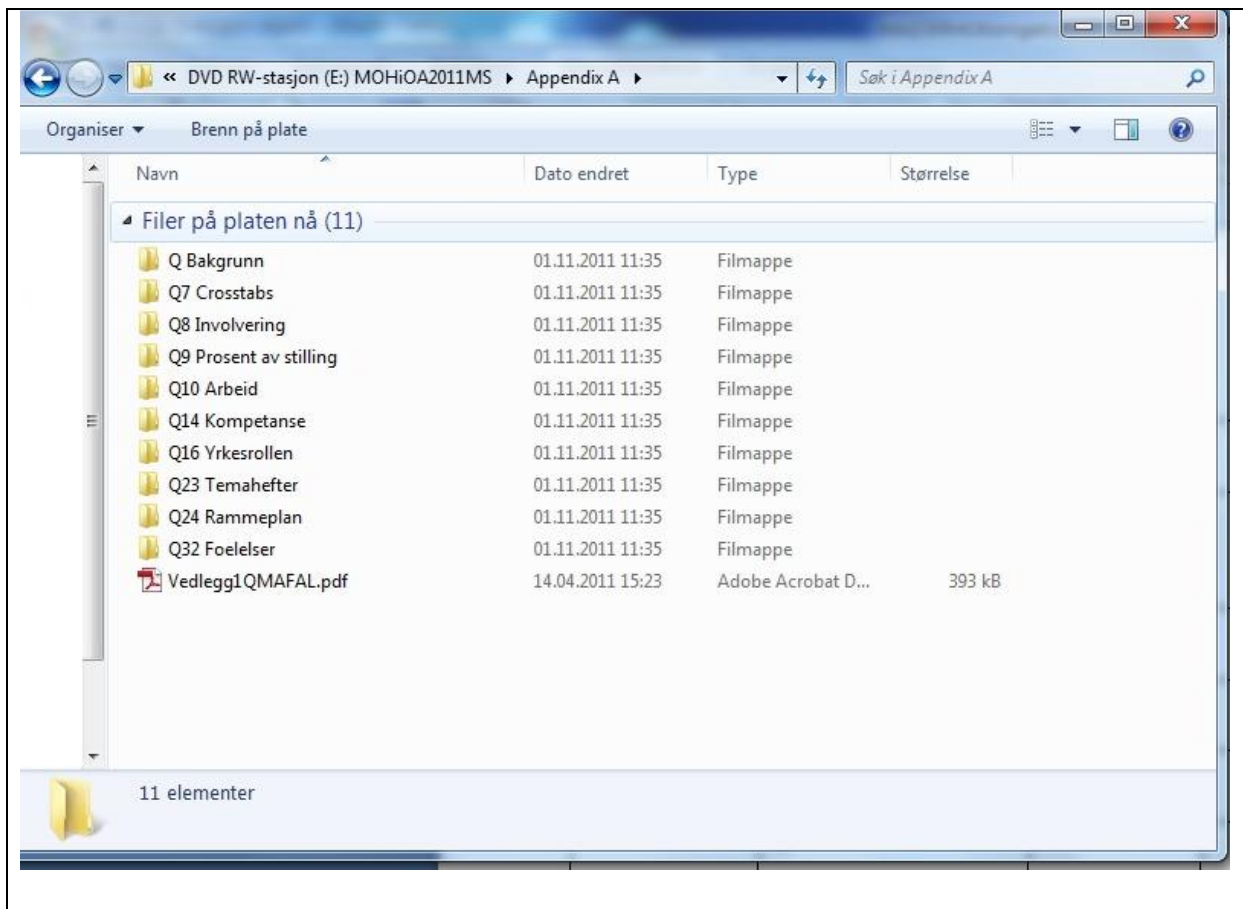 « DVD RW-stasjon (E:) MOHiOA2011MS ▸ Appendix A ▸ Søk i Appendix A
Organiser Brenn på plate
Navn Dato endret Type Størrelse
Filer på platen nå (11)
Q Bakgrunn 01.11.2011 11:35 Filmappe
Q7 Crosstabs 01.11.2011 11:35 Filmappe
Q8 Involvering 01.11.2011 11:35 Filmappe
Q9 Prosent av stilling 01.11.2011 11:35 Filmappe
Q10 Arbeid 01.11.2011 11:35 Filmappe
Q14 Kompetanse 01.11.2011 11:35 Filmappe
Q16 Yrkesrollen 01.11.2011 11:35 Filmappe
Q23 Temahefter 01.11.2011 11:35 Filmappe
Q24 Rammeplan 01.11.2011 11:35 Filmappe
Q32 Foelelser 01.11.2011 11:35 Filmappe
Vedlegg1QMAFAL.pdf 14.04.2011 15:23 Adobe Acrobat D... 393 kB
11 elementer